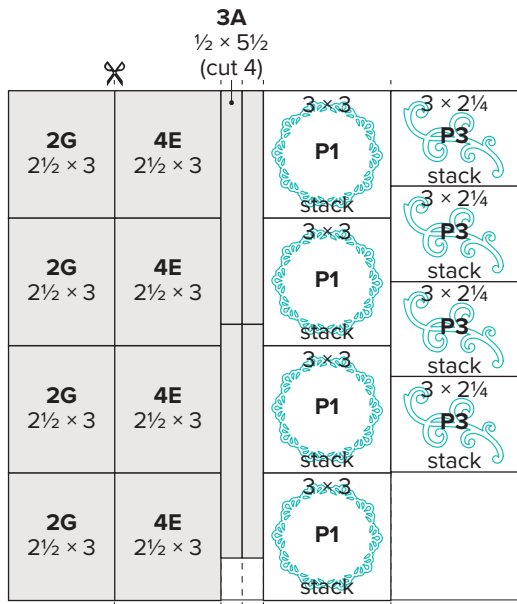 3A
½ × 5½
(cut 4)
2G
2½ × 3
4E
2½ × 3
3 × 3
P1
stack
3 × 2¼
P3
stack
2G
2½ × 3
4E
2½ × 3
3 × 3
P1
stack
3 × 2¼
P3
stack
2G
2½ × 3
4E
2½ × 3
3 × 3
P1
stack
3 × 2¼
P3
stack
2G
2½ × 3
4E
2½ × 3
3 × 3
P1
stack
3 × 2¼
P3
stack